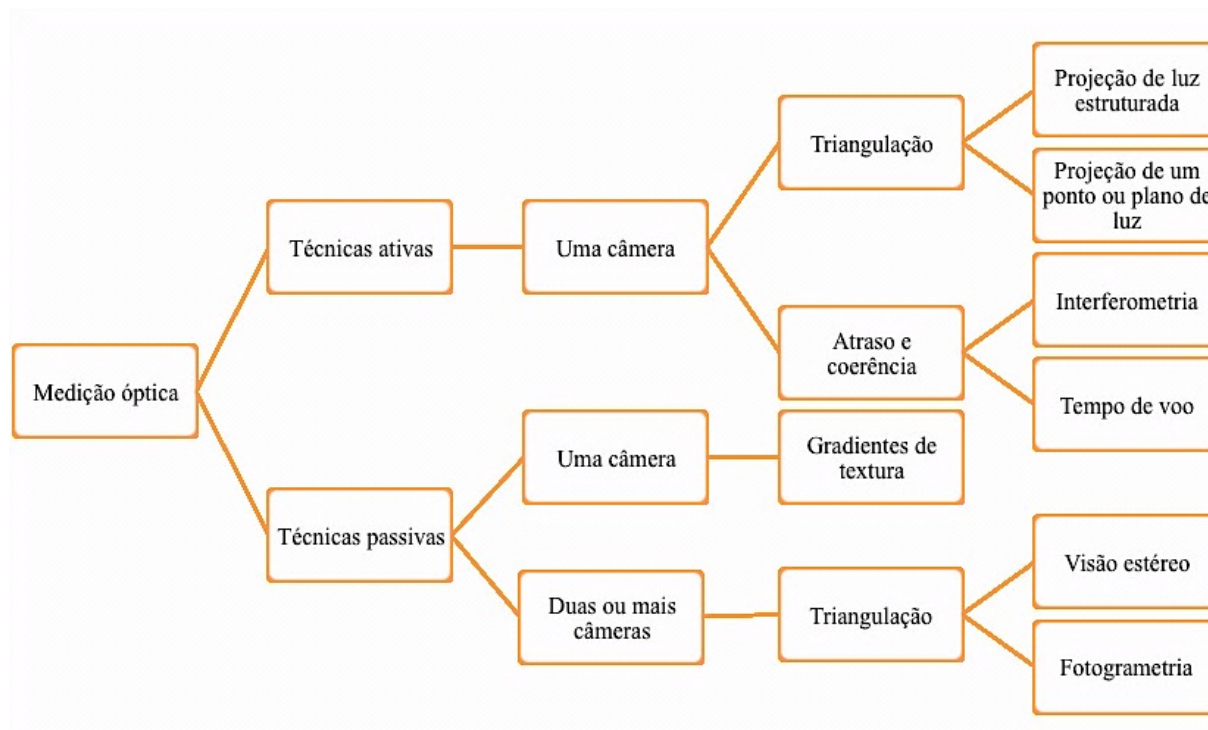 Projeção de luz
estruturada
Triangulação
Projeção de um
ponto ou plano de
luz
Técnicas ativas
Uma câmera
Interferometria
Atraso e
coerência
Medição óptica
Tempo de voo
Uma câmera
Gradientes de
textura
Técnicas passivas
Visão estéreo
Duas ou mais
câmeras
Triangulação
Fotogrametria